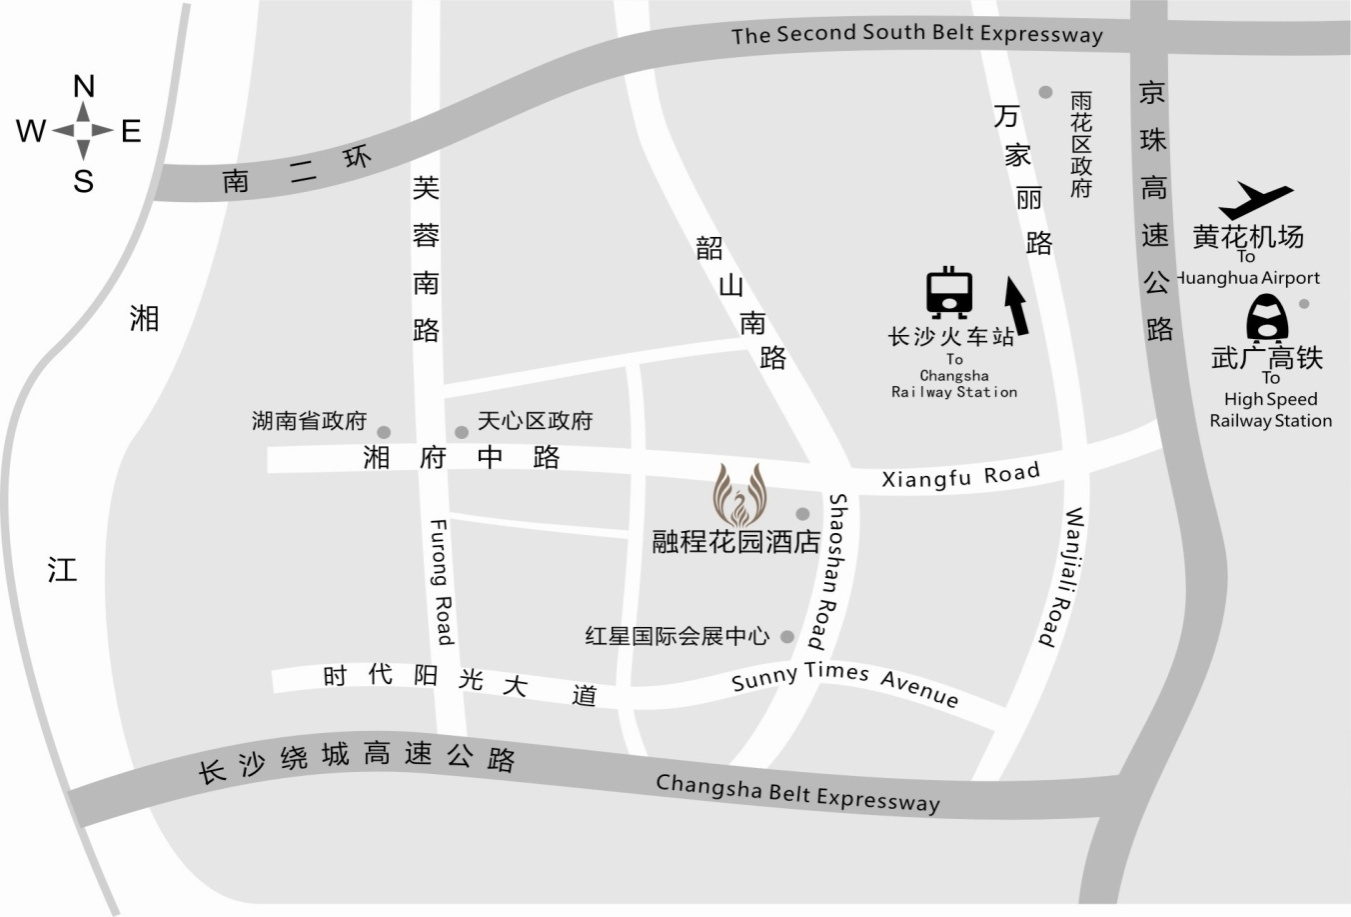 The Second South Belt Expressway
N
W E
S
南二环
芙蓉南路
韶山南路
万家丽路
雨花区政府
京珠高速公路
黄花机场
To
Huanghua Airport
武广高铁
To
High Speed
Railway Station
长沙火车站
To
Changsha
Railway Station
湘江
湖南省政府
天心区政府
湘府中路
Xiangfu Road
融程花园酒店
Furong Road
Shaoshan Road
Wanjiali Road
红星国际会展中心
时代阳光大道
Sunny Times Avenue
长沙绕城高速公路
Changsha Belt Expressway